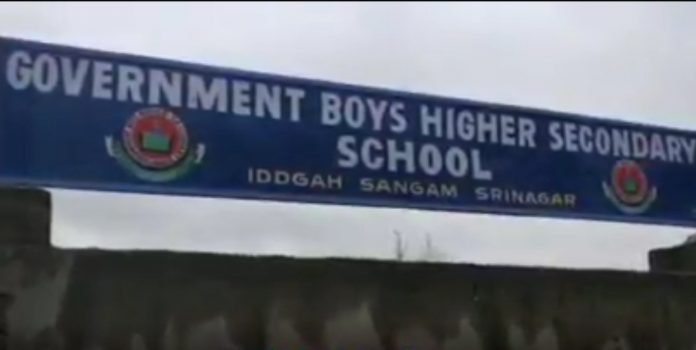 GOVERNMENT BOYS HIGHER SECONDARY
SCHOOL
IDDGAH SANGAM SRINAGAR